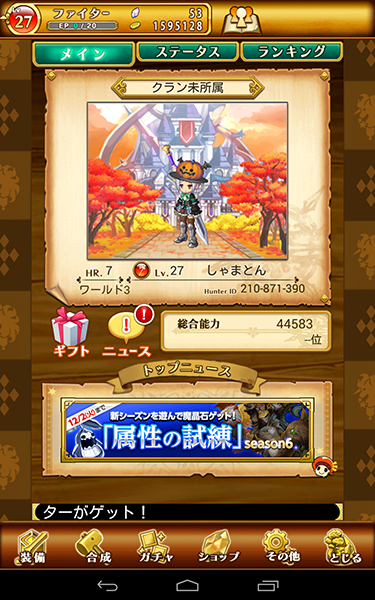 Lv.
27
ファイター
53
EP 0/20
1595128
メイン
ステータス
ランキング
クラン未所属
HR. 7
Lv. 27
しゃまとん
ワールド3
Hunter ID 210-871-390
ギフト
ニュース
総合能力 44583
--位
トップニュース
12/2(火)まで
新シーズンを遊んで魔晶石ゲット!
「属性の試練」season6
ターがゲット!
装備
合成
ガチャ
ショップ
その他
とじる